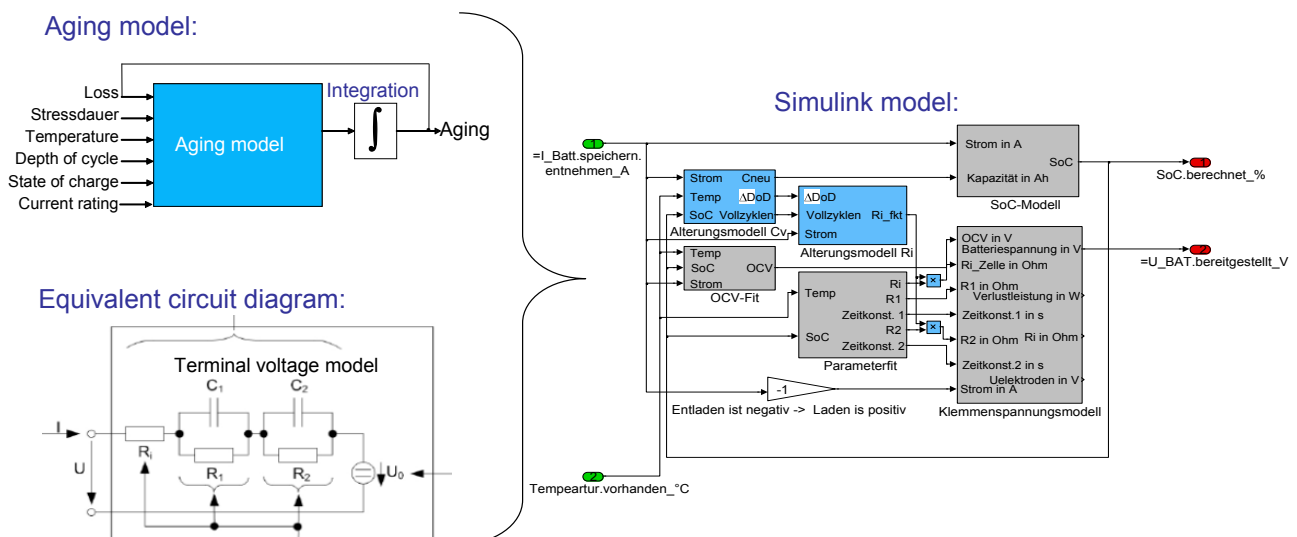 Aging model:
Loss
Stressdauer
Temperature
Depth of cycle
State of charge
Current rating
Aging model
Integration
∫
Aging
Equivalent circuit diagram:
Terminal voltage model
C1
C2
I
U
Ri
R1
R2
U0
Simulink model:
1
=I_Batt.speichern.
entnehmen_A
Strom
Temp
SoC
Cneu
ΔDoD
Vollzyklen
Alterungsmodell Cv
ΔDoD
Vollzyklen
Strom
Ri_fkt
Alterungsmodell Ri
Temp
SoC
Strom
OCV
OCV-Fit
Temp
SoC
Ri
R1
Zeitkonst. 1
R2
Zeitkonst. 2
Parameterfit
×
×
-1
Entladen ist negativ -> Laden is positiv
Strom in A
Kapazität in Ah
SoC
SoC-Modell
OCV in V
Batteriespannung in V
Ri_Zelle in Ohm
R1 in Ohm
Verlustleistung in W
Zeitkonst.1 in s
R2 in Ohm
Ri in Ohm
Zeitkonst.2 in s
Uelektroden in V
Strom in A
Klemmenspannungsmodell
1
SoC.berechnet_%
2
=U_BAT.bereitgestellt_V
2
Tempeartur.vorhanden_°C